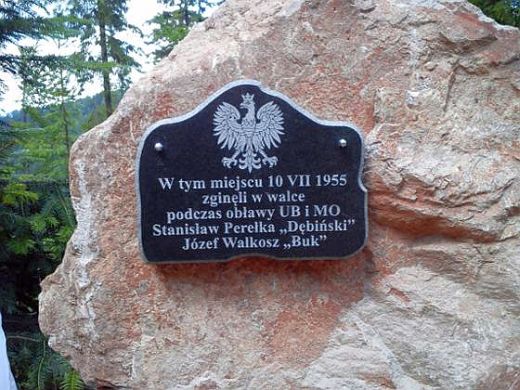 W tym miejscu 10 VII 1955
zginęli w walce
podczas obławy UB i MO
Stanisław Perełka „Dębiński”
Józef Walkosz „Buk”